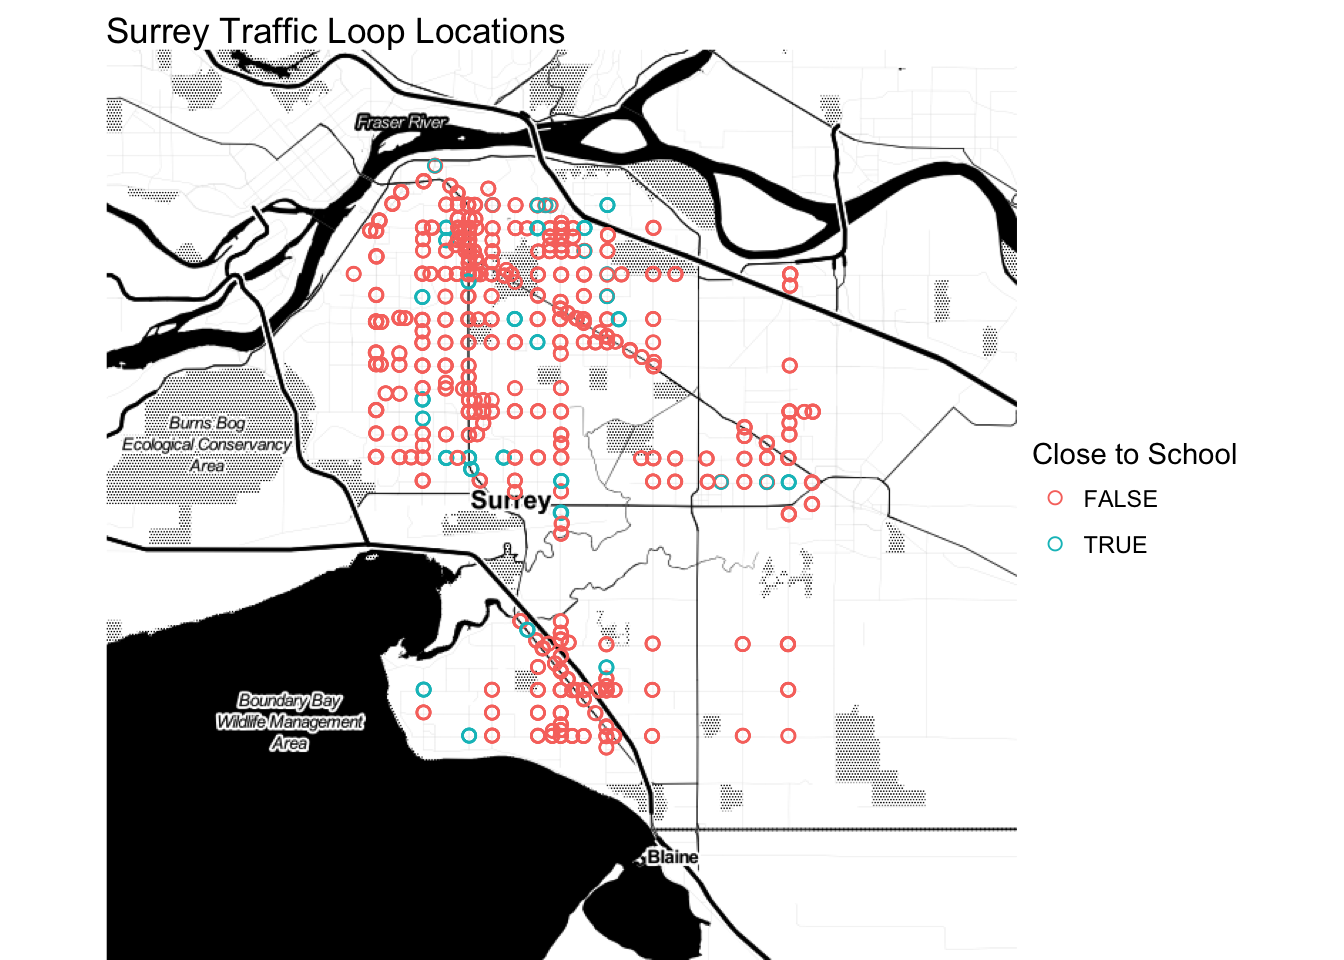 Surrey Traffic Loop Locations
Fraser River
Burns Bog
Ecological Conservancy
Area
Surrey
Boundary Bay
Wildlife Management
Area
Blaine
Close to School
FALSE
TRUE